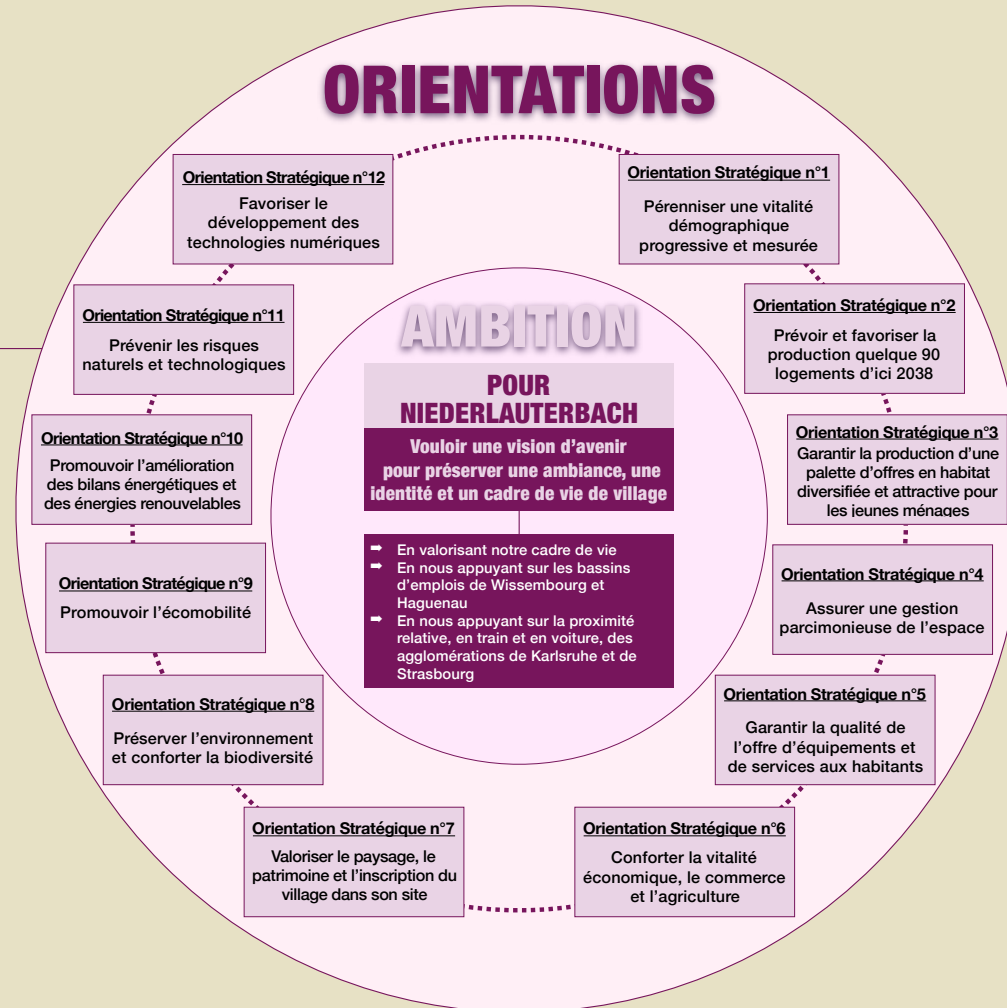 ORIENTATIONS
Orientation Stratégique n°1
Pérenniser une vitalité
démographique
progressive et mesurée
Orientation Stratégique n°2
Prévoir et favoriser la
production quelque 90
logements d'ici 2038
Orientation Stratégique n°3
Garantir la production d'une
palette d'offres en habitat
diversifiée et attractive pour
les jeunes ménages
Orientation Stratégique n°4
Assurer une gestion
parcimonieuse de l'espace
Orientation Stratégique n°5
Garantir la qualité de
l'offre d'équipements et
de services aux habitants
Orientation Stratégique n°6
Conforter la vitalité
économique, le commerce
et l'agriculture
Orientation Stratégique n°7
Valoriser le paysage, le
patrimoine et l'inscription du
village dans son site
Orientation Stratégique n°8
Préserver l'environnement
et conforter la biodiversité
Orientation Stratégique n°9
Promouvoir l'écomobilité
Orientation Stratégique n°10
Promouvoir l'amélioration
des bilans énergétiques et
des énergies renouvelables
Orientation Stratégique n°11
Prévenir les risques
naturels et technologiques
Orientation Stratégique n°12
Favoriser le
développement des
technologies numériques
AMBITION
POUR
NIEDERLAUTERBACH
Vouloir une vision d'avenir
pour préserver une ambiance, une
identité et un cadre de vie de village
➡ En valorisant notre cadre de vie
➡ En nous appuyant sur les bassins
d'emplois de Wissembourg et
Haguenau
➡ En nous appuyant sur la proximité
relative, en train et en voiture, des
agglomérations de Karlsruhe et de
Strasbourg